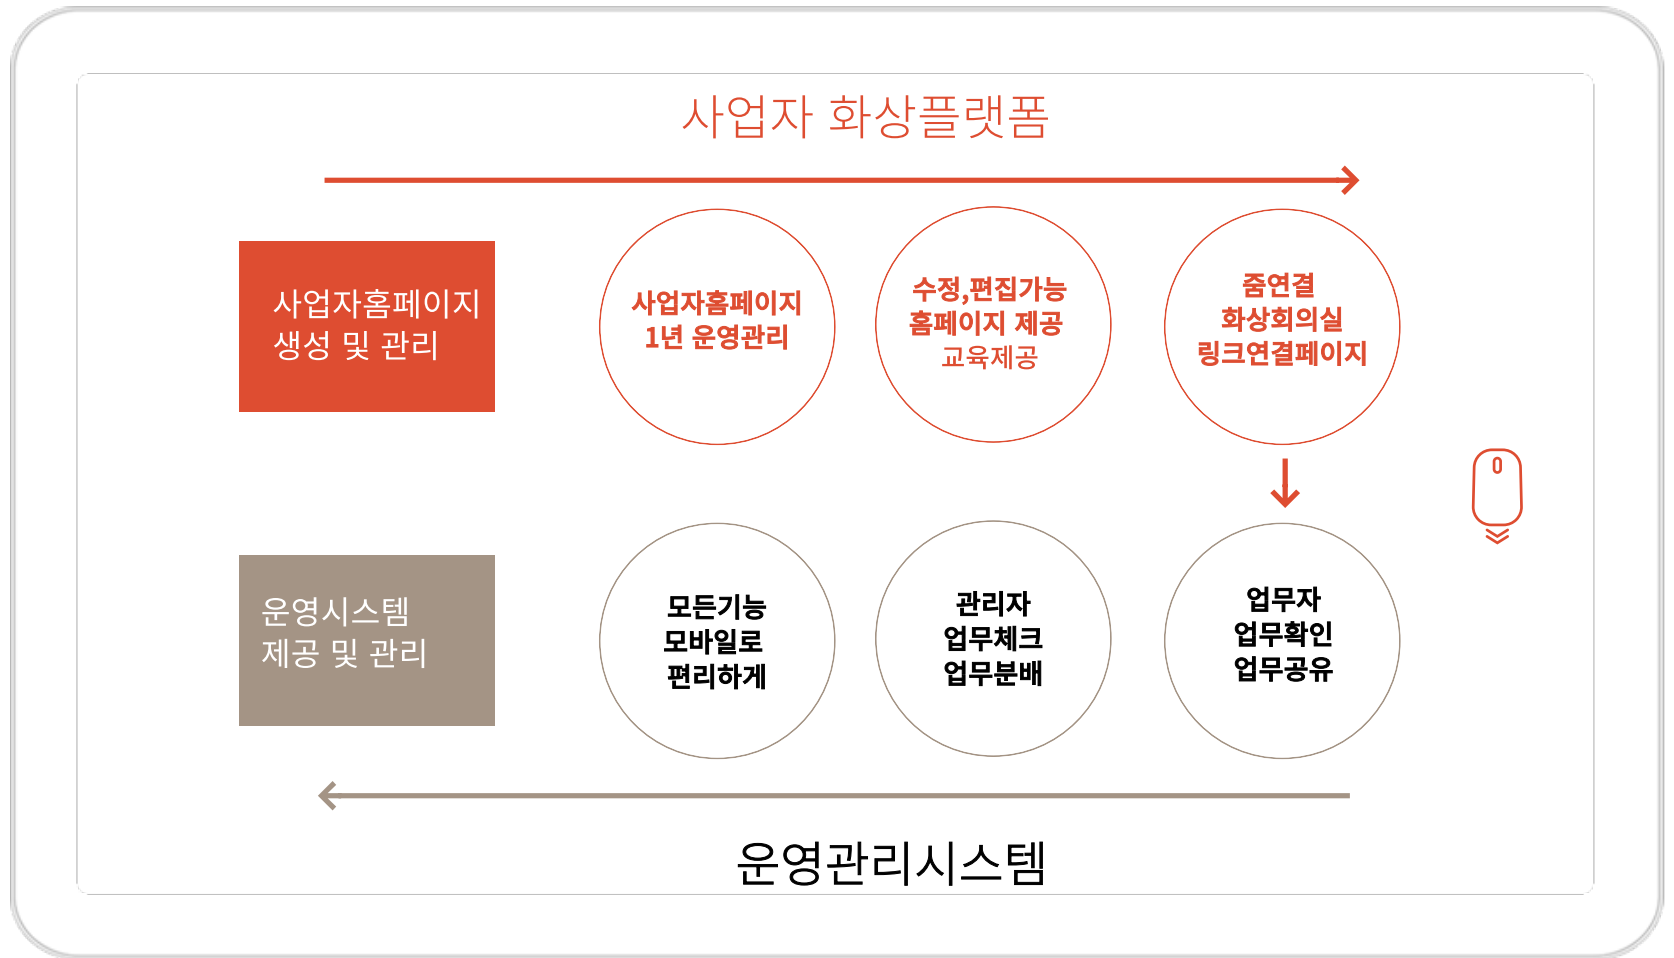 사업자 화상플랫폼
사업자홈페이지
생성 및 관리
사업자홈페이지
1년 운영관리
수정,편집가능
홈페이지 제공
교육제공
줌연결
화상회의실
링크연결페이지
운영시스템
제공 및 관리
모든기능
모바일로
편리하게
관리자
업무체크
업무분배
업무자
업무확인
업무공유
운영관리시스템